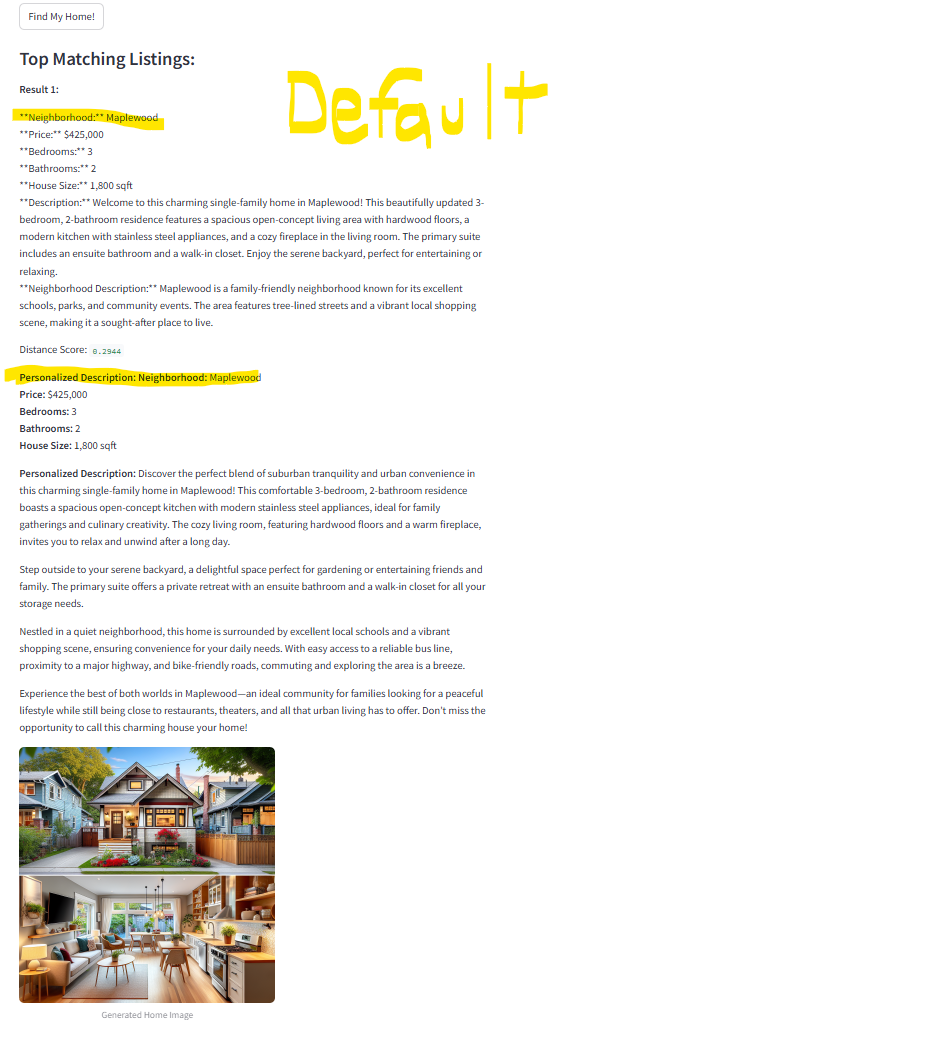 Find My Home!
Top Matching Listings:
Default
Result 1:
**Neighborhood:** Maplewood
**Price:** $425,000
**Bedrooms:** 3
**Bathrooms:** 2
**House Size:** 1,800 sqft
**Description:** Welcome to this charming single-family home in Maplewood! This beautifully updated 3-
bedroom, 2-bathroom residence features a spacious open-concept living area with hardwood floors, a
modern kitchen with stainless steel appliances, and a cozy fireplace in the living room. The primary suite
includes an ensuite bathroom and a walk-in closet. Enjoy the serene backyard, perfect for entertaining or
relaxing.
**Neighborhood Description:** Maplewood is a family-friendly neighborhood known for its excellent
schools, parks, and community events. The area features tree-lined streets and a vibrant local shopping
scene, making it a sought-after place to live.
Distance Score: 0.2944
Personalized Description: Neighborhood: Maplewood
Price: $425,000
Bedrooms: 3
Bathrooms: 2
House Size: 1,800 sqft
Personalized Description: Discover the perfect blend of suburban tranquility and urban convenience in
this charming single-family home in Maplewood! This comfortable 3-bedroom, 2-bathroom residence
boasts a spacious open-concept kitchen with modern stainless steel appliances, ideal for family
gatherings and culinary creativity. The cozy living room, featuring hardwood floors and a warm fireplace,
invites you to relax and unwind after a long day.
Step outside to your serene backyard, a delightful space perfect for gardening or entertaining friends and
family. The primary suite offers a private retreat with an ensuite bathroom and a walk-in closet for all your
storage needs.
Nestled in a quiet neighborhood, this home is surrounded by excellent local schools and a vibrant
shopping scene, ensuring convenience for your daily needs. With easy access to a reliable bus line,
proximity to a major highway, and bike-friendly roads, commuting and exploring the area is a breeze.
Experience the best of both worlds in Maplewood—an ideal community for families looking for a peaceful
lifestyle while still being close to restaurants, theaters, and all that urban living has to offer. Don't miss the
opportunity to call this charming house your home!
Generated Home Image